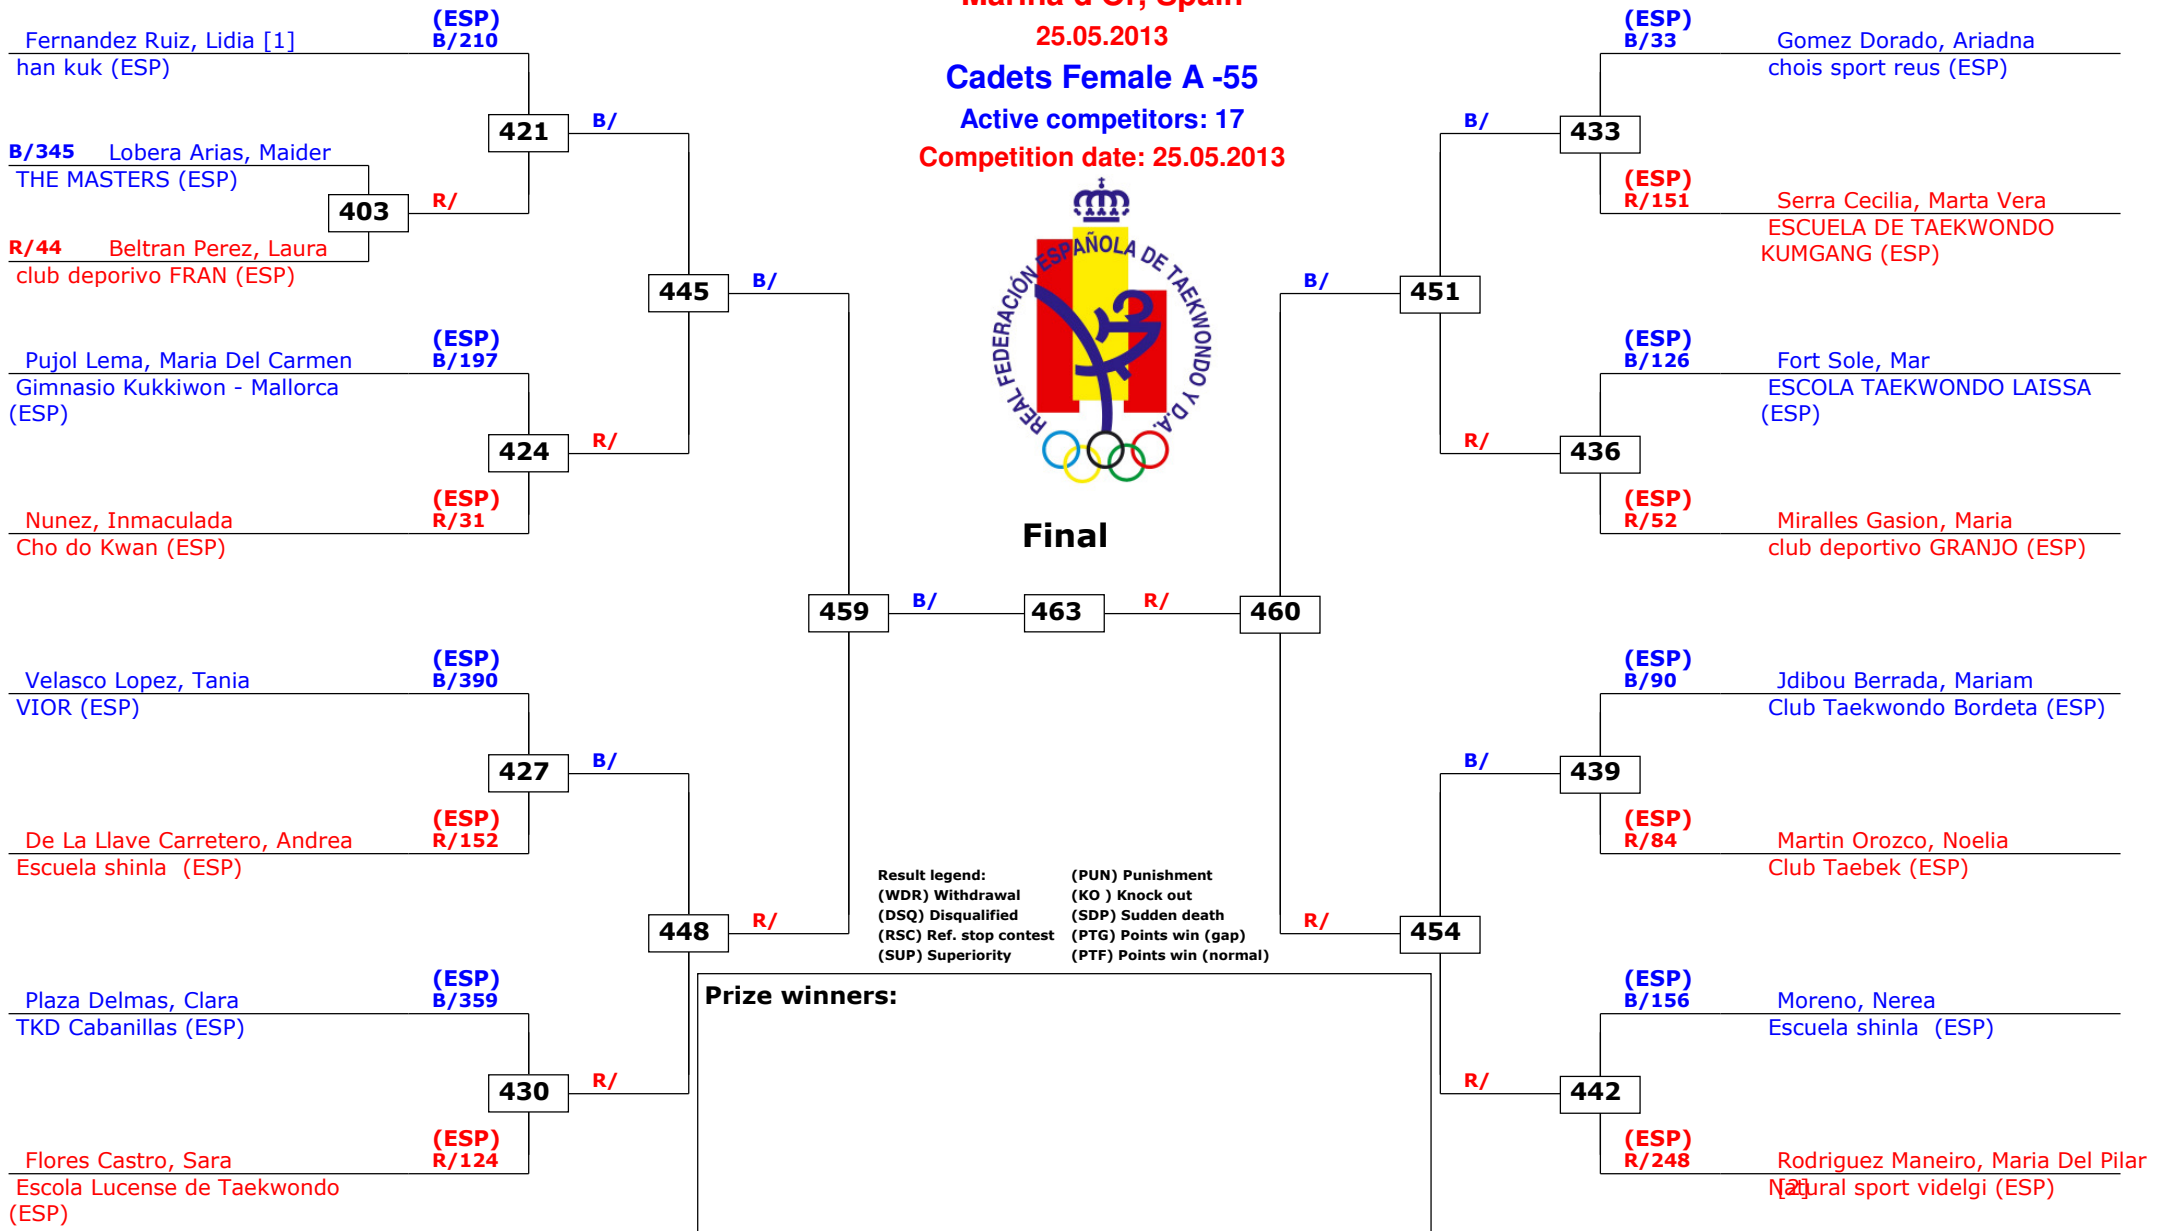 Marina d'Or, Spain
25.05.2013
Cadets Female A -55
Active competitors: 17
Competition date: 25.05.2013
REAL FEDERACIÓN ESPAÑOLA DE TAEKWONDO Y D.A.
(ESP)
Fernandez Ruiz, Lidia [1] B/210
han kuk (ESP)
421 B/
B/345 Lobera Arias, Maider
THE MASTERS (ESP)
403 R/
R/44 Beltran Perez, Laura
club deporivo FRAN (ESP)
445 B/
(ESP)
Pujol Lema, Maria Del Carmen B/197
Gimnasio Kukkiwon - Mallorca
(ESP)
424 R/
(ESP)
Nunez, Inmaculada R/31
Cho do Kwan (ESP)
Final
459 B/ 463 R/ 460
(ESP)
Velasco Lopez, Tania B/390
VIOR (ESP)
427 B/
(ESP)
De La Llave Carretero, Andrea R/152
Escuela shinla (ESP)
448 R/
(ESP)
Plaza Delmas, Clara B/359
TKD Cabanillas (ESP)
430 R/
(ESP)
Flores Castro, Sara R/124
Escola Lucense de Taekwondo
(ESP)
(ESP)
B/33 Gomez Dorado, Ariadna
chois sport reus (ESP)
B/ 433
(ESP)
R/151 Serra Cecilia, Marta Vera
ESCUELA DE TAEKWONDO
KUMGANG (ESP)
B/ 451
(ESP)
B/126 Fort Sole, Mar
ESCOLA TAEKWONDO LAISSA
(ESP)
R/ 436
(ESP)
R/52 Miralles Gasion, Maria
club deportivo GRANJO (ESP)
(ESP)
B/90 Jdibou Berrada, Mariam
Club Taekwondo Bordeta (ESP)
B/ 439
(ESP)
R/84 Martin Orozco, Noelia
Club Taebek (ESP)
R/ 454
(ESP)
B/156 Moreno, Nerea
Escuela shinla (ESP)
R/ 442
(ESP)
R/248 Rodriguez Maneiro, Maria Del Pilar
[2]
Natural sport videlgi (ESP)
Result legend: (PUN) Punishment
(WDR) Withdrawal (KO ) Knock out
(DSQ) Disqualified (SDP) Sudden death
(RSC) Ref. stop contest (PTG) Points win (gap)
(SUP) Superiority (PTF) Points win (normal)
Prize winners: